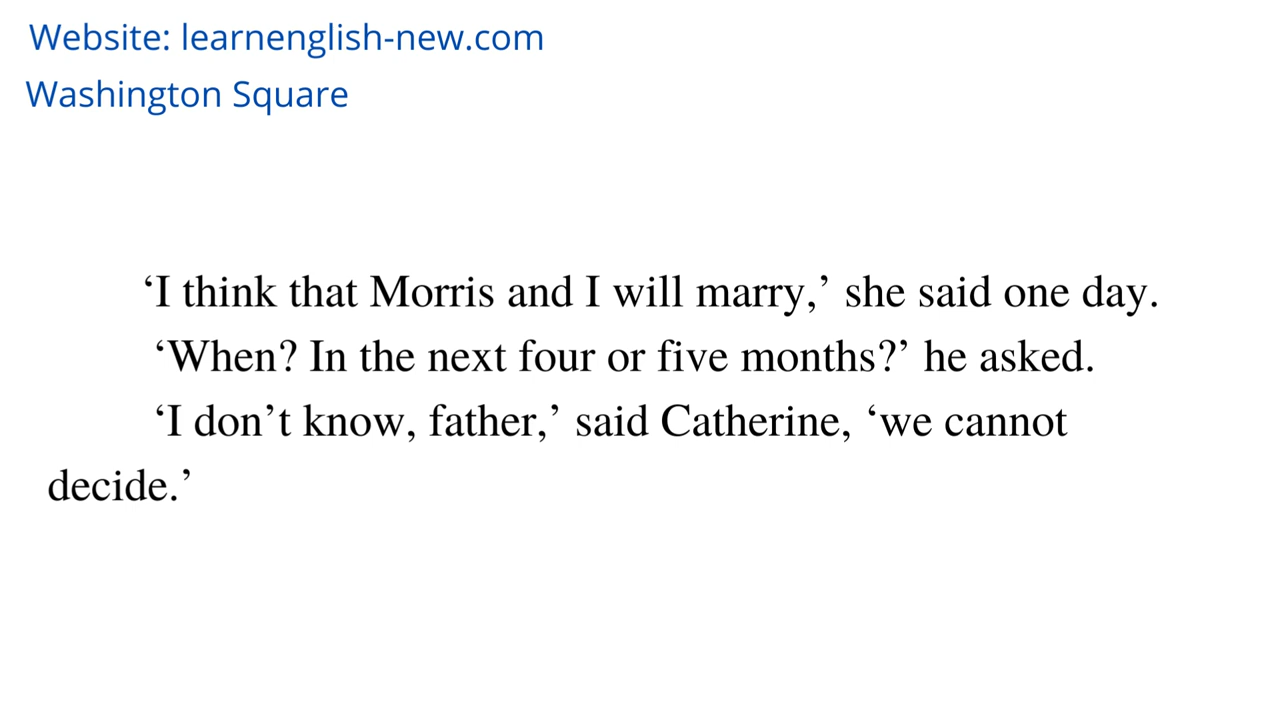 Website: learnenglish-new.com
Washington Square
‘I think that Morris and I will marry,’ she said one day.
‘When? In the next four or five months?’ he asked.
‘I don’t know, father,’ said Catherine, ‘we cannot
decide.’